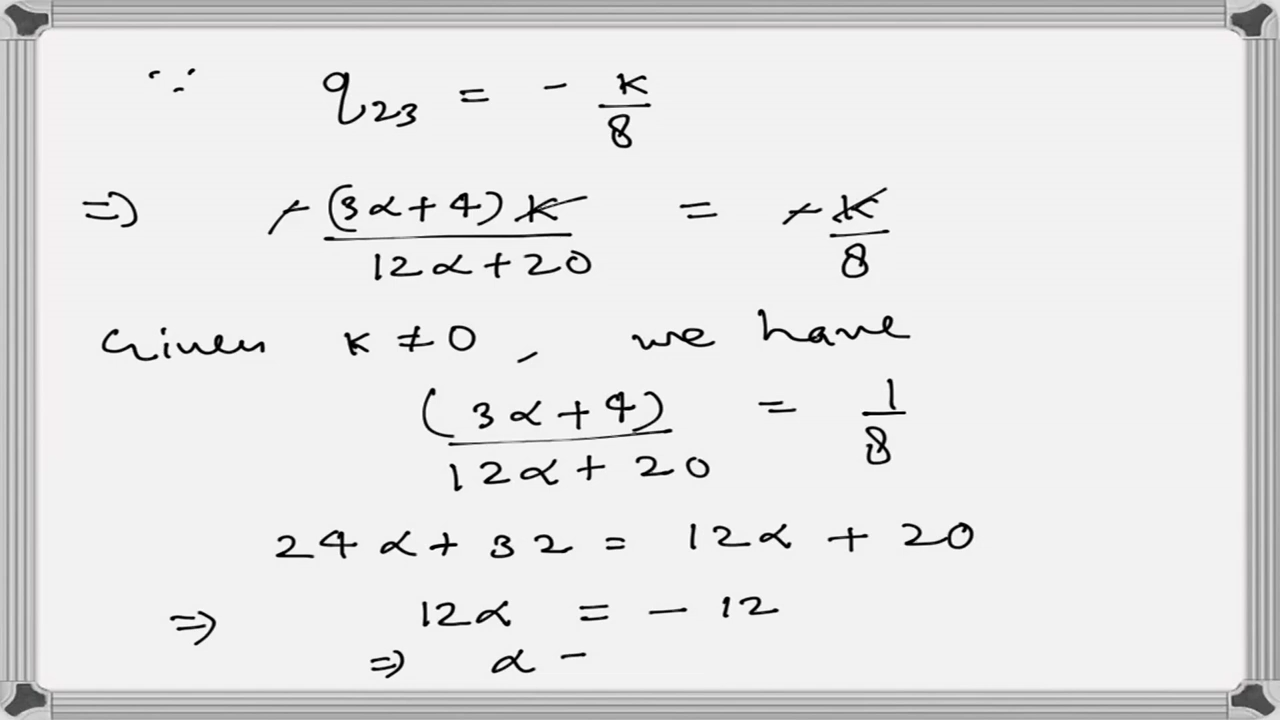 ∵ q₂₃ = - k/8
=> - (3α+4)k / 12α+20 = - k/8
Given k ≠ 0, we have
(3α+4) / 12α+20 = 1/8
24α+32 = 12α+20
=> 12α = -12
=> α -